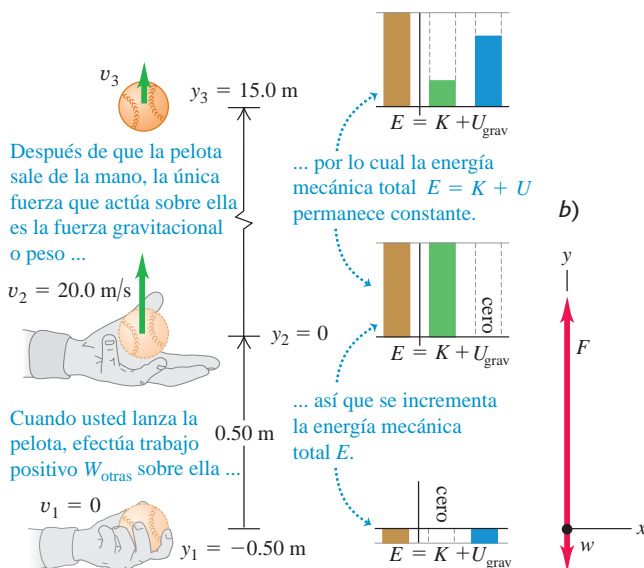 v3
y3 = 15.0 m
E = K + Ugrav
Después de que la pelota
sale de la mano, la única
fuerza que actúa sobre ella
es la fuerza gravitacional
o peso ...
... por lo cual la energía
mecánica total E = K + U
permanece constante.
v2 = 20.0 m/s
y2 = 0
cero
E = K + Ugrav
Cuando usted lanza la
pelota, efectúa trabajo
positivo Wotras sobre ella ...
0.50 m
... así que se incrementa
la energía mecánica
total E.
v1 = 0
y1 = −0.50 m
cero
E = K + Ugrav
b)
y
F
x
w